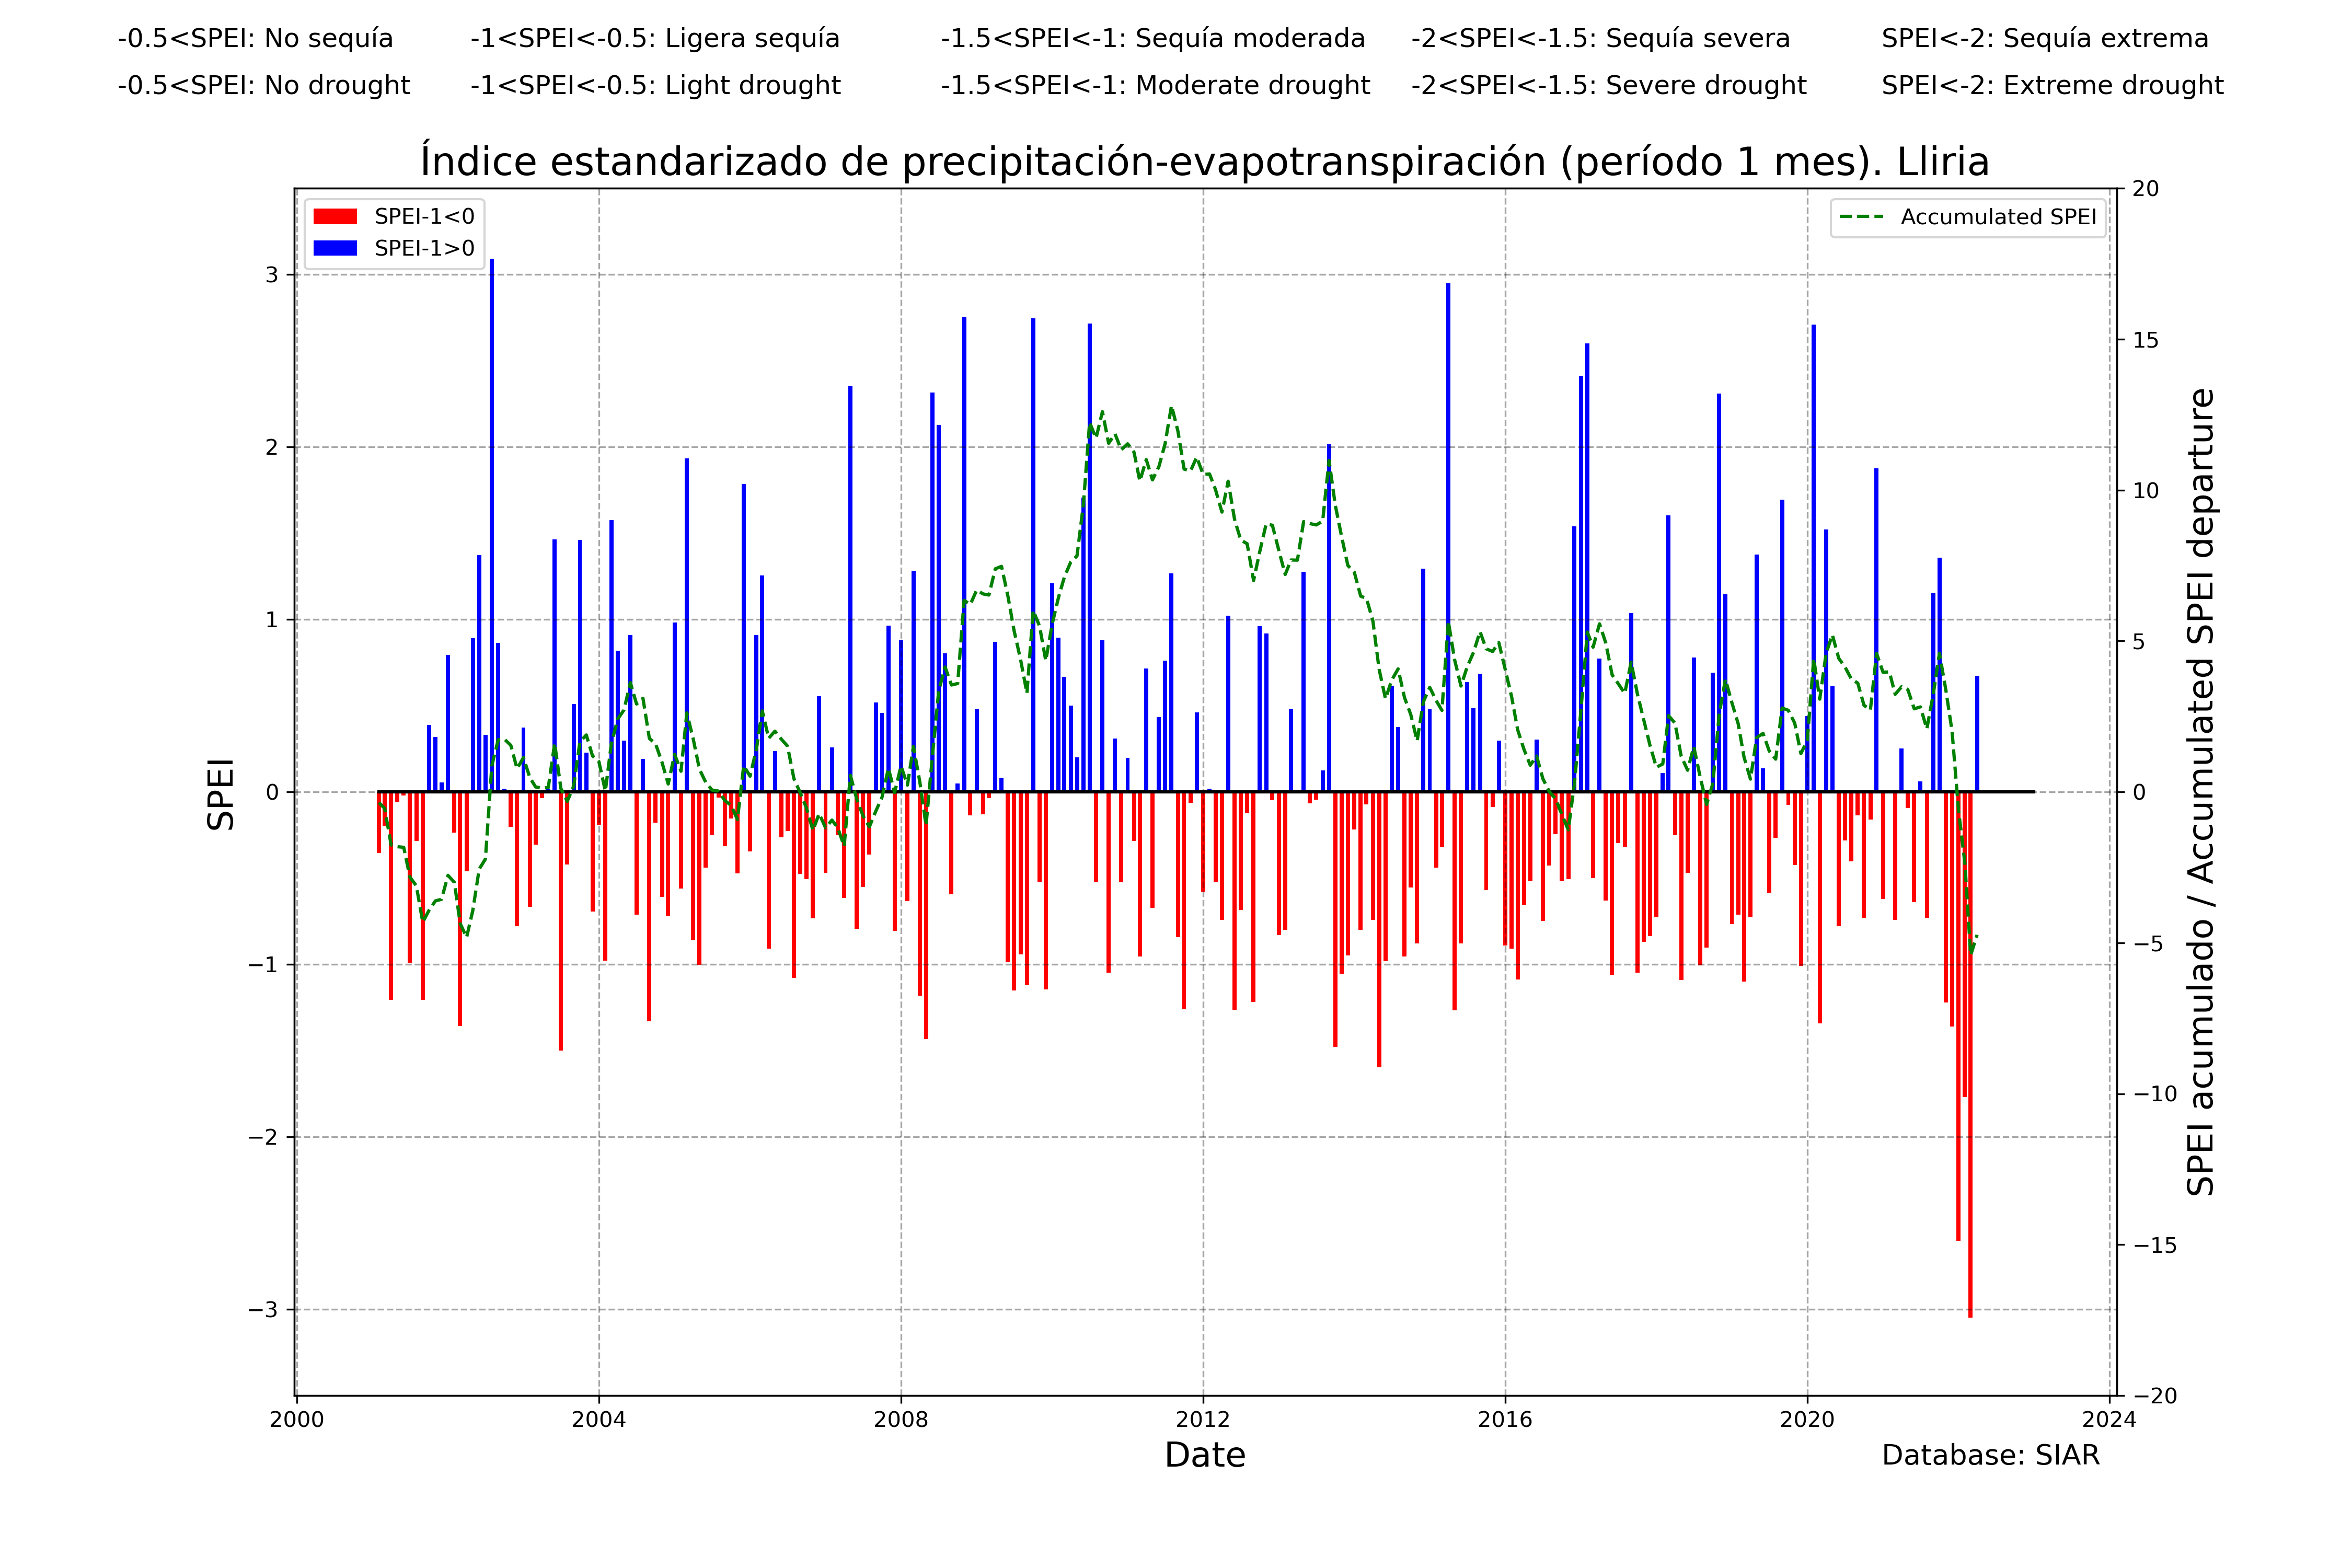 -0.5<SPEI: No sequía -1<SPEI<-0.5: Ligera sequía -1.5<SPEI<-1: Sequía moderada -2<SPEI<-1.5: Sequía severa SPEI<-2: Sequía extrema
-0.5<SPEI: No drought -1<SPEI<-0.5: Light drought -1.5<SPEI<-1: Moderate drought -2<SPEI<-1.5: Severe drought SPEI<-2: Extreme drought
Índice estandarizado de precipitación-evapotranspiración (período 1 mes). Lliria
SPEI-1<0
SPEI-1>0
Accumulated SPEI
SPEI
3
2
1
0
−1
−2
−3
20
15
10
5
0
−5
−10
−15
−20
SPEI acumulado / Accumulated SPEI departure
2000 2004 2008 2012 2016 2020 2024
Date
Database: SIAR